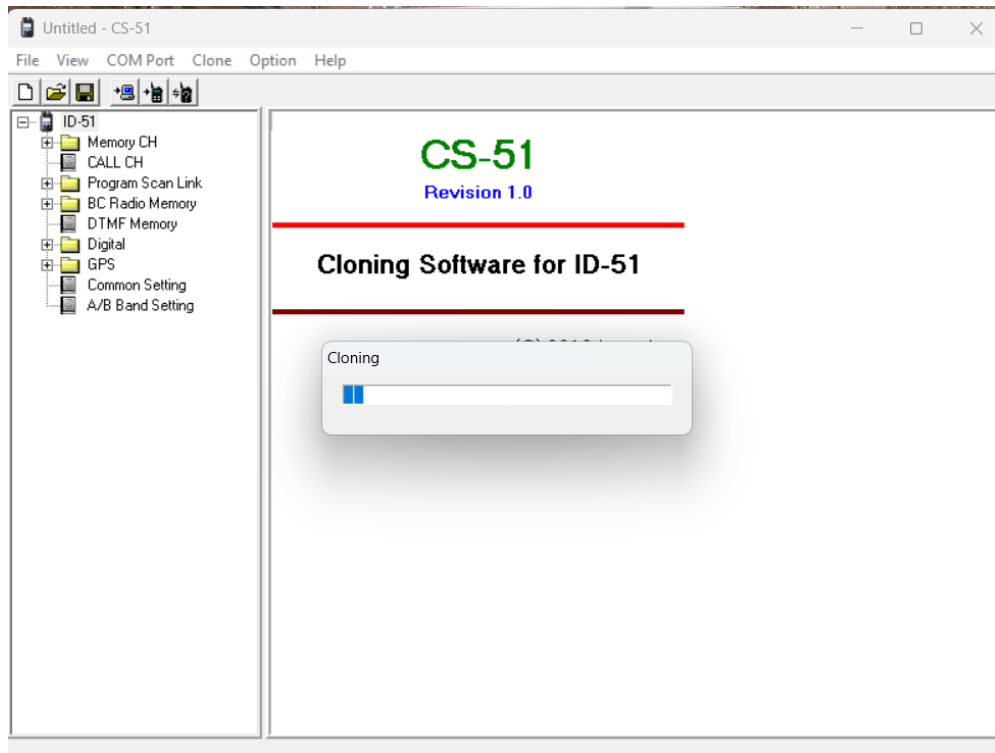 Untitled - CS-51
File View COM Port Clone Option Help
ID-51
Memory CH
CALL CH
Program Scan Link
BC Radio Memory
DTMF Memory
Digital
GPS
Common Setting
A/B Band Setting
CS-51
Revision 1.0
Cloning Software for ID-51
Cloning